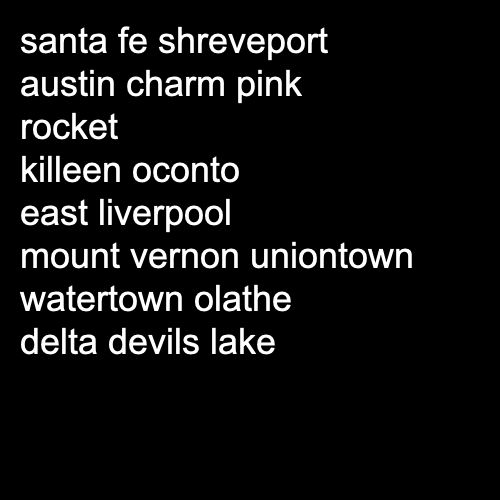 santa fe shreveport
austin charm pink
rocket
killeen oconto
east liverpool
mount vernon uniontown
watertown olathe
delta devils lake